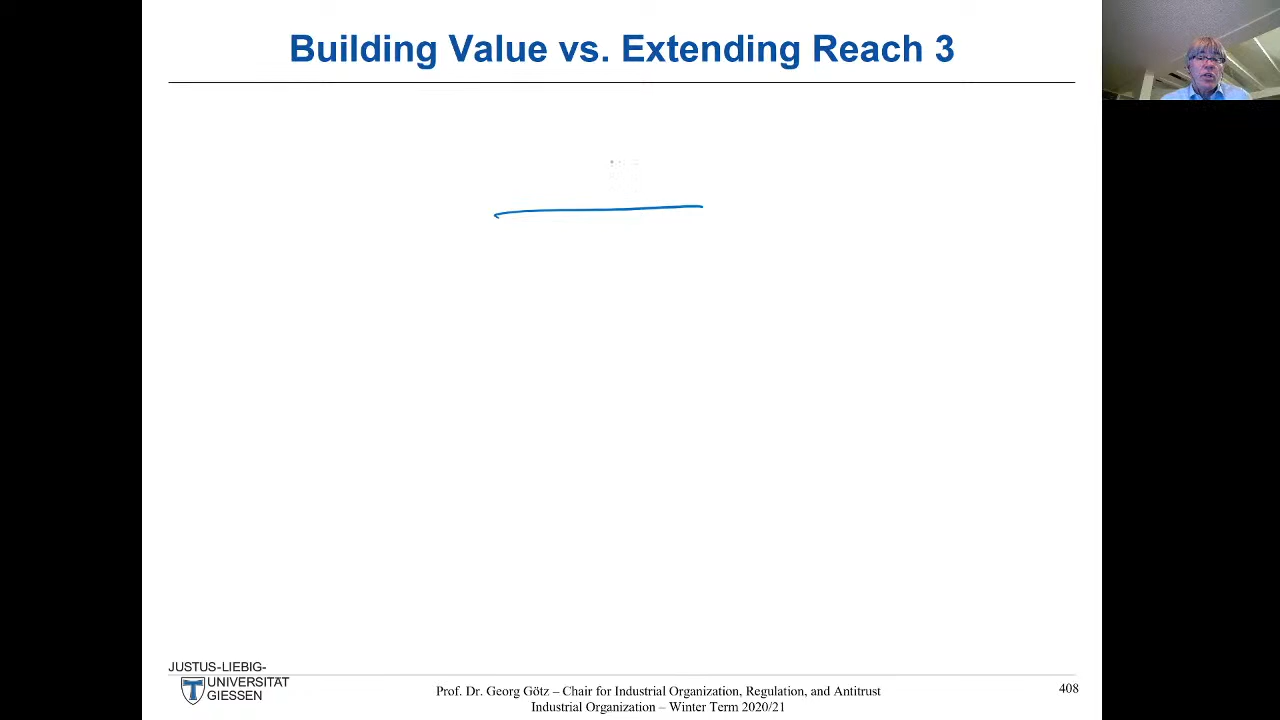 Building Value vs. Extending Reach 3
JUSTUS-LIEBIG-
UNIVERSITÄT
GIESSEN
Prof. Dr. Georg Götz – Chair for Industrial Organization, Regulation, and Antitrust
Industrial Organization – Winter Term 2020/21
408